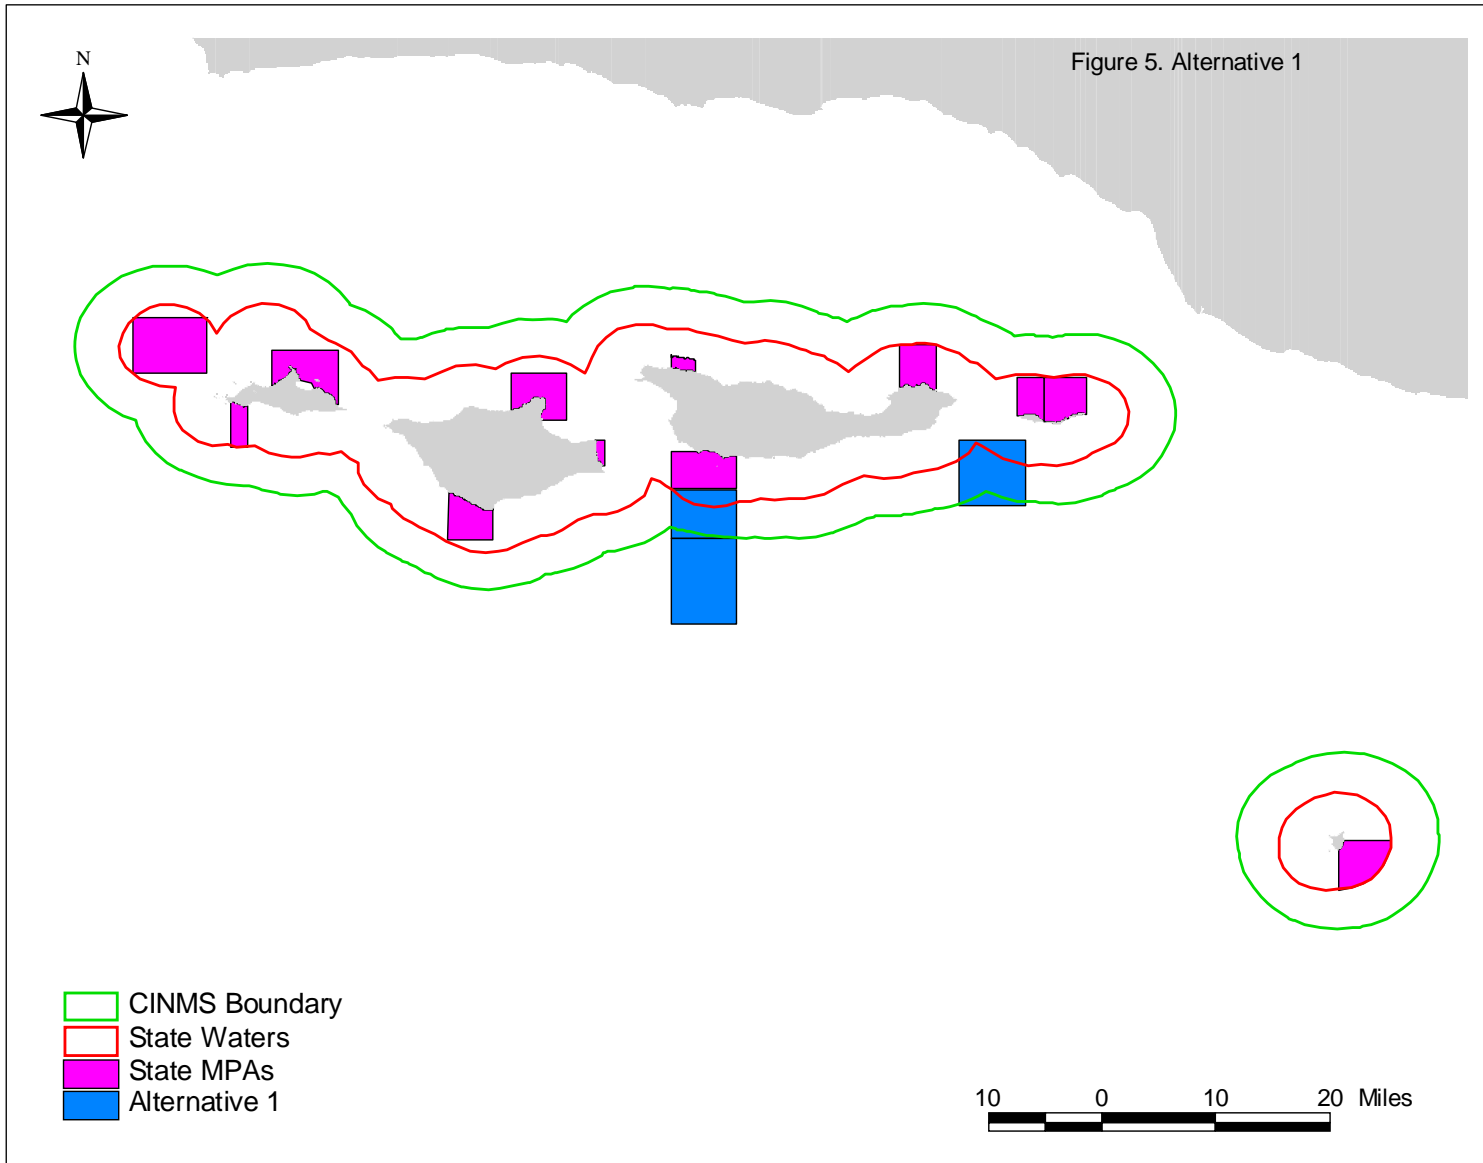 Figure 5. Alternative 1
N
CINMS Boundary
State Waters
State MPAs
Alternative 1
10 0 10 20 Miles